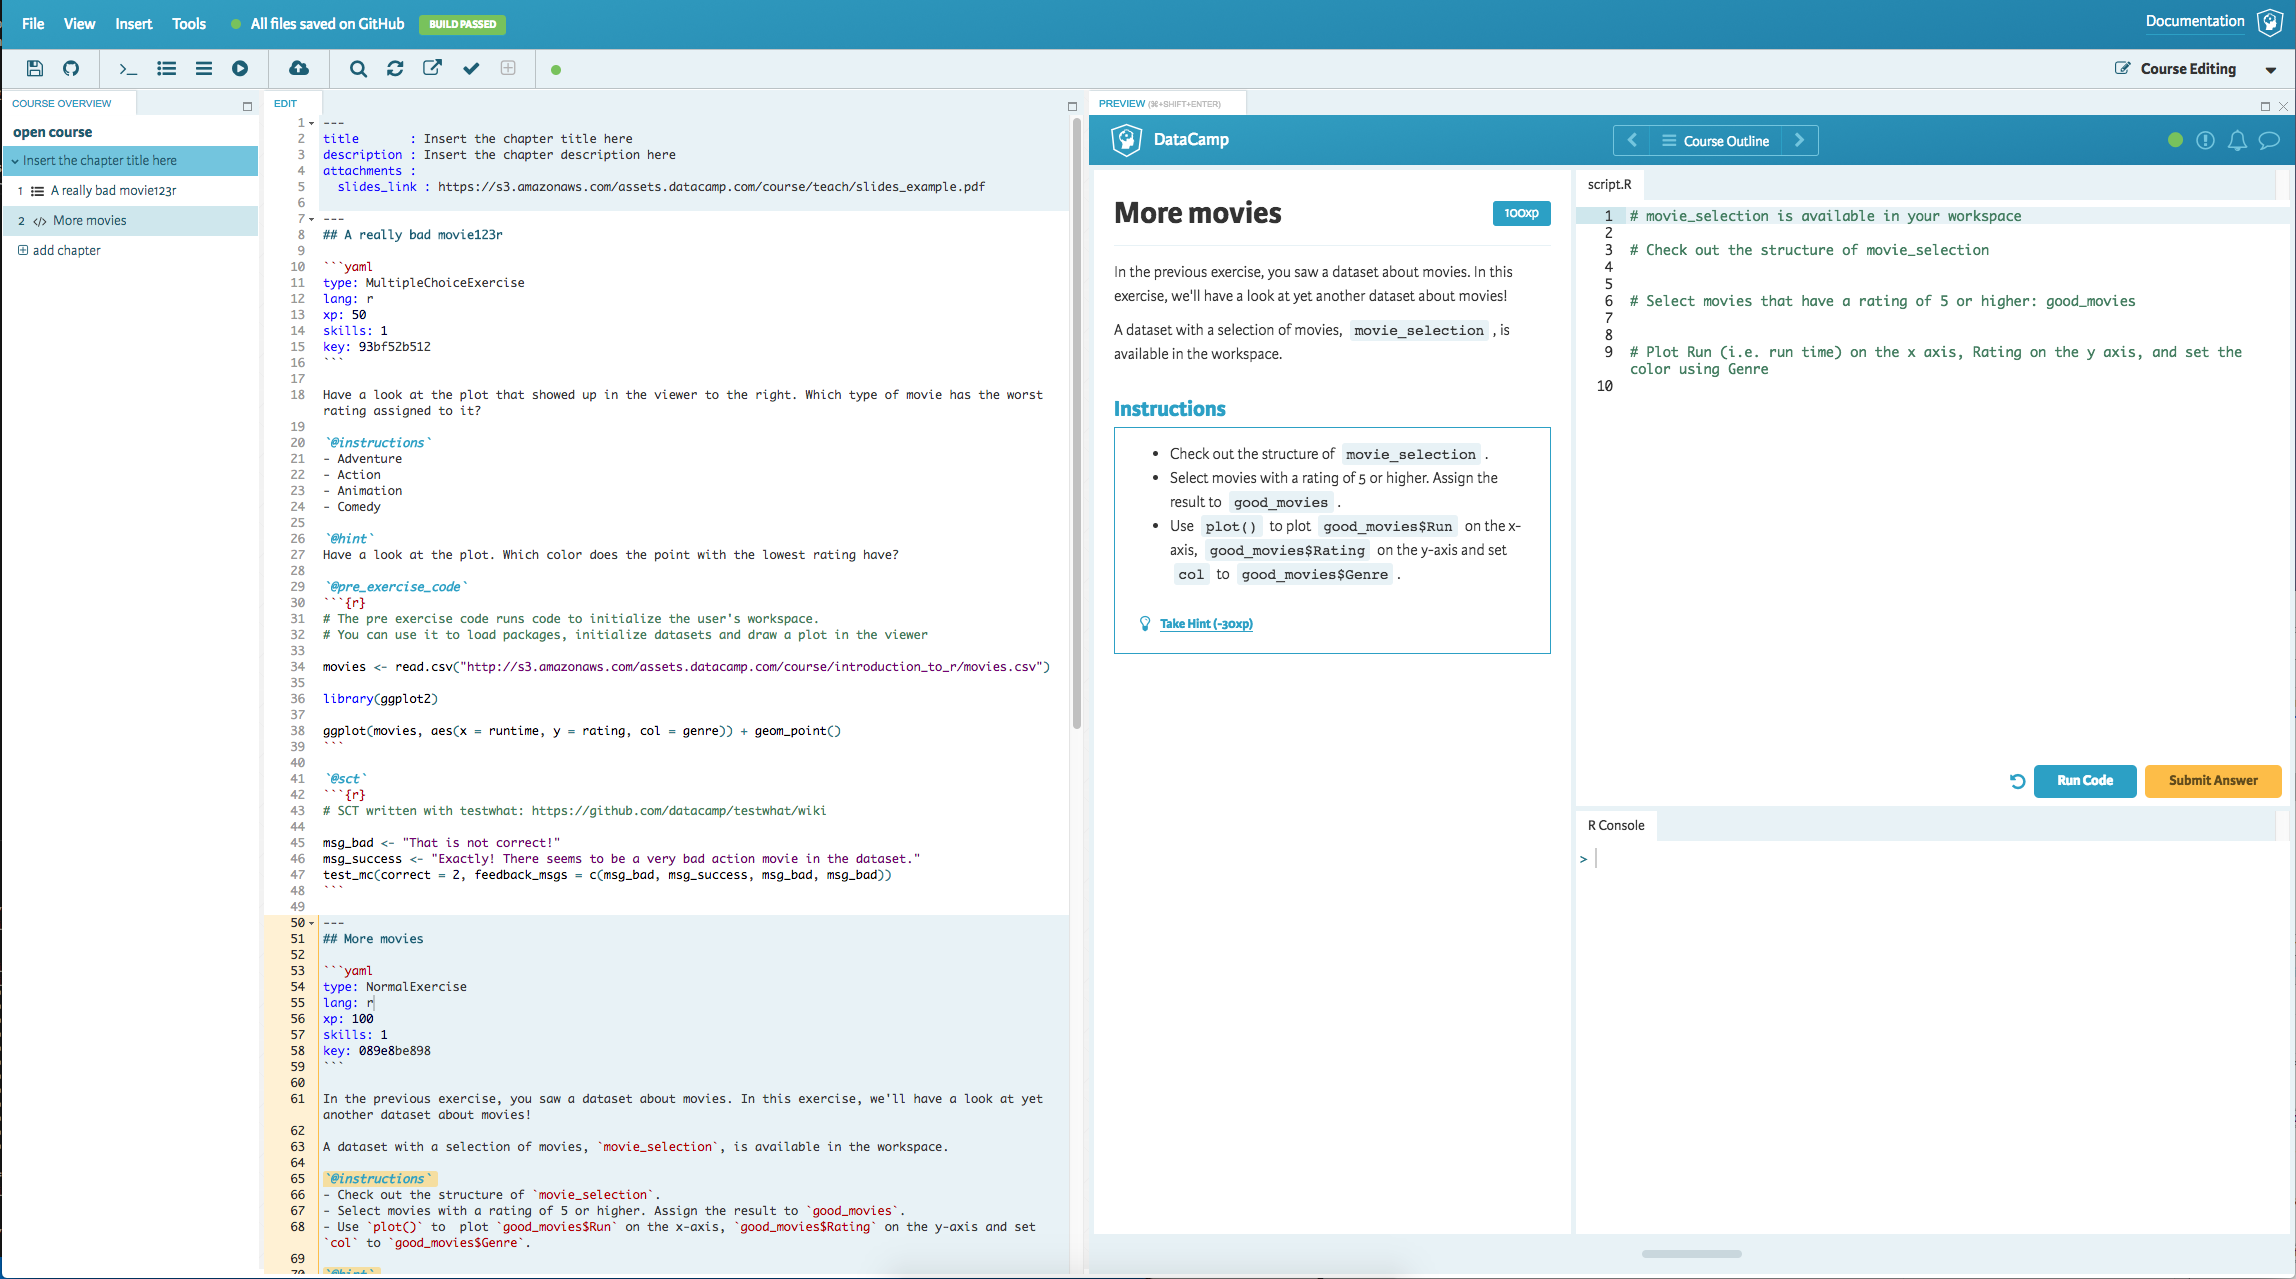 File View Insert Tools All files saved on GitHub BUILD PASSED Documentation
Course Editing
COURSE OVERVIEW
open course
Insert the chapter title here
1 A really bad movie123r
2 </> More movies
add chapter
EDIT
1 ---
2 title       : Insert the chapter title here
3 description : Insert the chapter description here
4 attachments :
5   slides_link : https://s3.amazonaws.com/assets.datacamp.com/course/teach/slides_example.pdf
6
7 ---
8 ## A really bad movie123r
9
10 ```yaml
11 type: MultipleChoiceExercise
12 lang: r
13 xp: 50
14 skills: 1
15 key: 93bf52b512
16 ```
17
18 Have a look at the plot that showed up in the viewer to the right. Which type of movie has the worst
rating assigned to it?
19
20 `@instructions`
21 - Adventure
22 - Action
23 - Animation
24 - Comedy
25
26 `@hint`
27 Have a look at the plot. Which color does the point with the lowest rating have?
28
29 `@pre_exercise_code`
30 ```{r}
31 # The pre exercise code runs code to initialize the user's workspace.
32 # You can use it to load packages, initialize datasets and draw a plot in the viewer
33
34 movies <- read.csv("http://s3.amazonaws.com/assets.datacamp.com/course/introduction_to_r/movies.csv")
35
36 library(ggplot2)
37
38 ggplot(movies, aes(x = runtime, y = rating, col = genre)) + geom_point()
39 ```
40
41 `@sct`
42 ```{r}
43 # SCT written with testwhat: https://github.com/datacamp/testwhat/wiki
44
45 msg_bad <- "That is not correct!"
46 msg_success <- "Exactly! There seems to be a very bad action movie in the dataset."
47 test_mc(correct = 2, feedback_msgs = c(msg_bad, msg_success, msg_bad, msg_bad))
48 ```
49
50 ---
51 ## More movies
52
53 ```yaml
54 type: NormalExercise
55 lang: r
56 xp: 100
57 skills: 1
58 key: 089e8be898
59 ```
60
61 In the previous exercise, you saw a dataset about movies. In this exercise, we'll have a look at yet
another dataset about movies!
62
63 A dataset with a selection of movies, `movie_selection`, is available in the workspace.
64
65 `@instructions`
66 - Check out the structure of `movie_selection`.
67 - Select movies with a rating of 5 or higher. Assign the result to `good_movies`.
68 - Use `plot()` to  plot `good_movies$Run` on the x-axis, `good_movies$Rating` on the y-axis and set
`col` to `good_movies$Genre`.
69
70 `@hint`
PREVIEW (⌘+SHIFT+ENTER)
DataCamp Course Outline
More movies 100xp
In the previous exercise, you saw a dataset about movies. In this
exercise, we'll have a look at yet another dataset about movies!
A dataset with a selection of movies, movie_selection , is
available in the workspace.
Instructions
• Check out the structure of movie_selection .
• Select movies with a rating of 5 or higher. Assign the
result to good_movies .
• Use plot() to plot good_movies$Run on the x-
axis, good_movies$Rating on the y-axis and set
col to good_movies$Genre .
Take Hint (-30xp)
script.R
1 # movie_selection is available in your workspace
2
3 # Check out the structure of movie_selection
4
5
6 # Select movies that have a rating of 5 or higher: good_movies
7
8
9 # Plot Run (i.e. run time) on the x axis, Rating on the y axis, and set the
color using Genre
10
Run Code Submit Answer
R Console
>